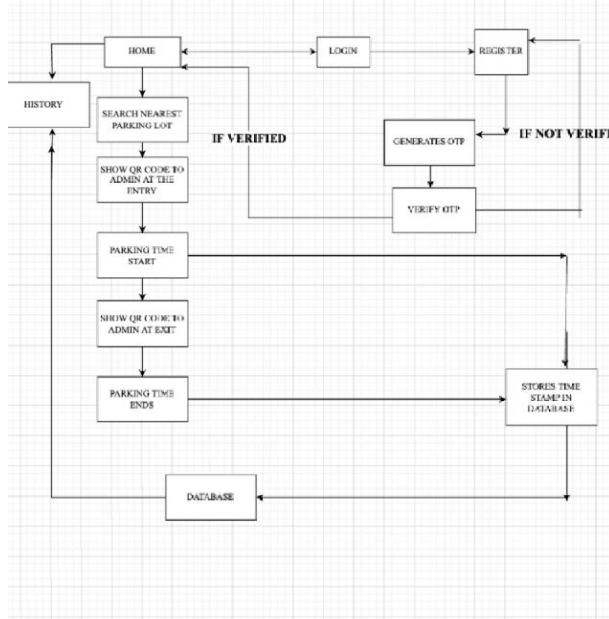 HOME
LOGIN
REGISTER
HISTORY
SEARCH NEAREST
PARKING LOT
IF VERIFIED
GENERATES OTP
IF NOT VERIFI
SHOW QR CODE TO
ADMIN AT THE
ENTRY
VERIFY OTP
PARKING TIME
START
SHOW QR CODE TO
ADMIN AT EXIT
PARKING TIME
ENDS
STORES TIME
STAMP IN
DATABASE
DATABASE